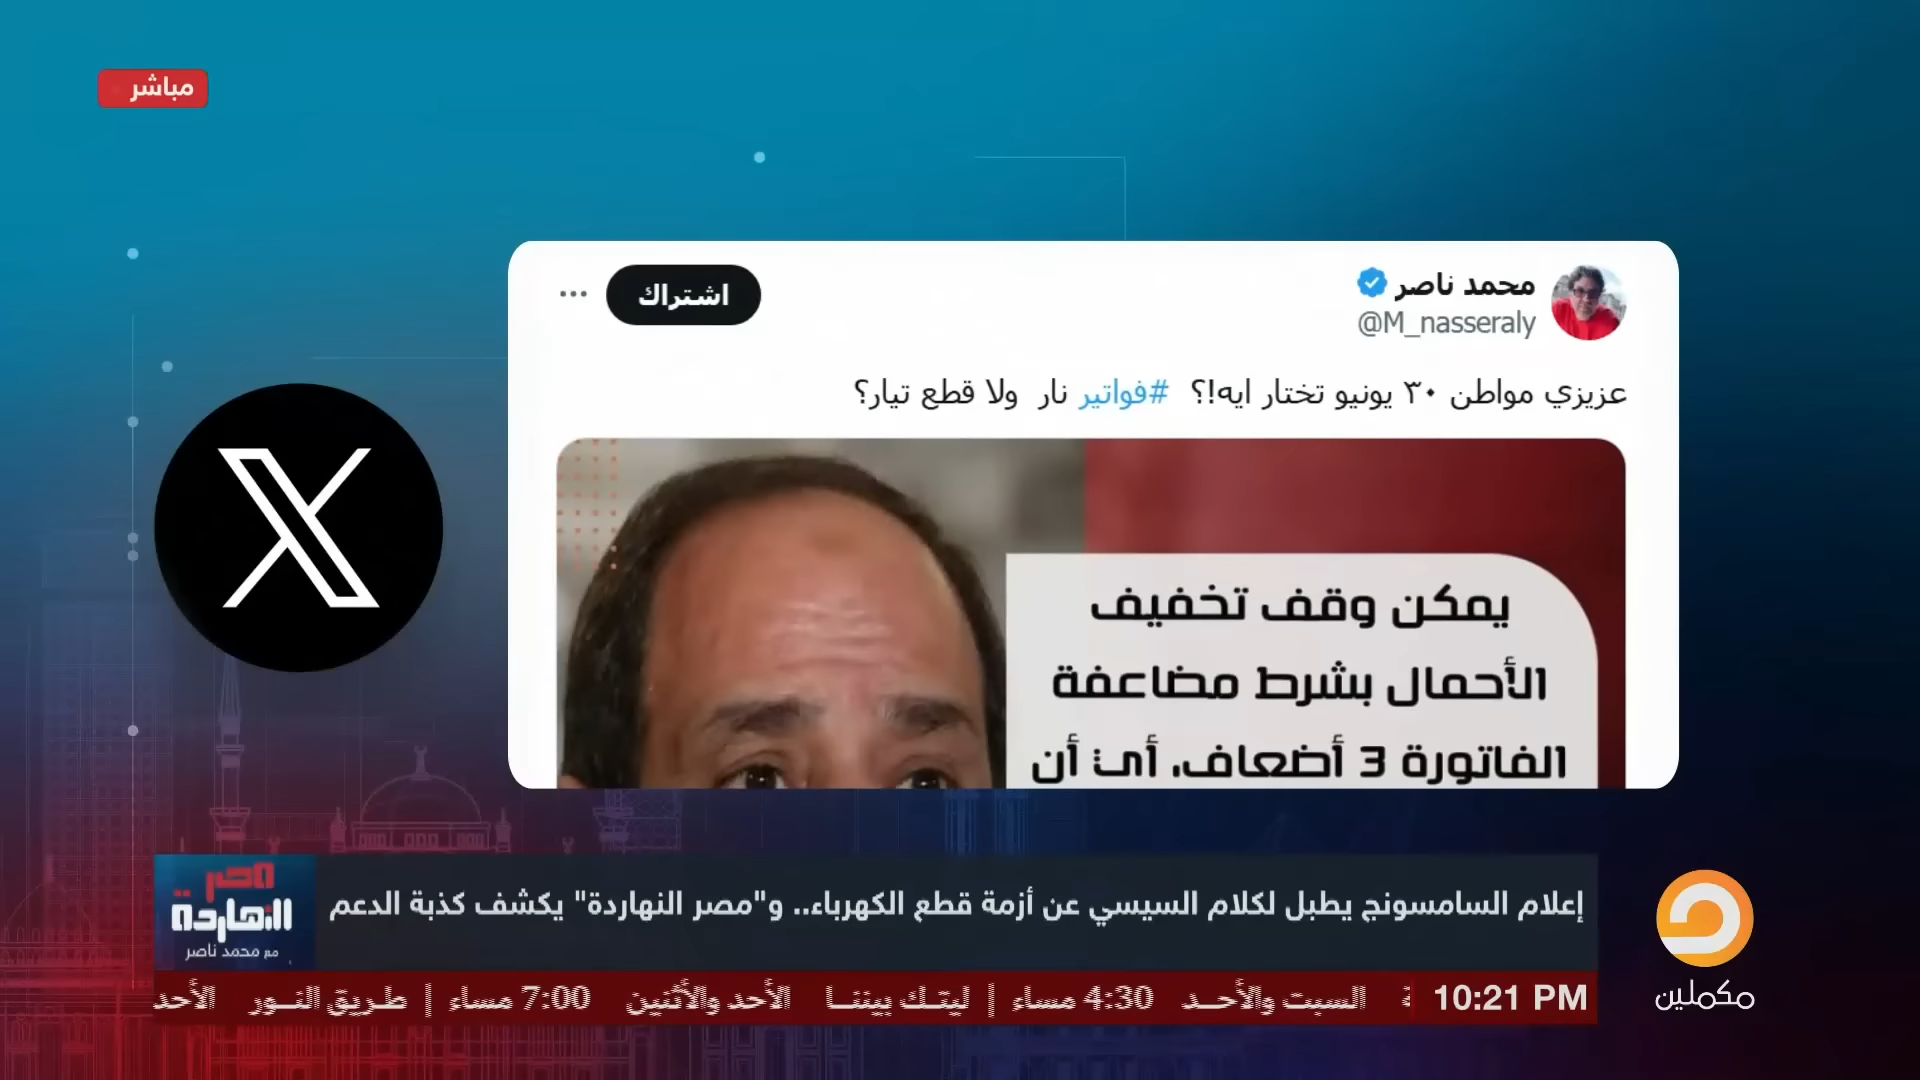 مباشر
محمد ناصر
@M_nasseraly
اشتراك
عزيزي مواطن ٣٠ يونيو تختار ايه!؟ #فواتير نار ولا قطع تيار؟
يمكن وقف تخفيف
الأحمال بشرط مضاعفة
الفاتورة 3 أضعاف، أي أن
مصر
النهاردة
مع محمد ناصر
إعلام السامسونج يطبل لكلام السيسي عن أزمة قطع الكهرباء.. و"مصر النهاردة" يكشف كذبة الدعم
10:21 PM
السبت والأحد 4:30 مساء | ليتك بيننا الأحد والأثنين 7:00 مساء | طريق النور الأحد
مكملين